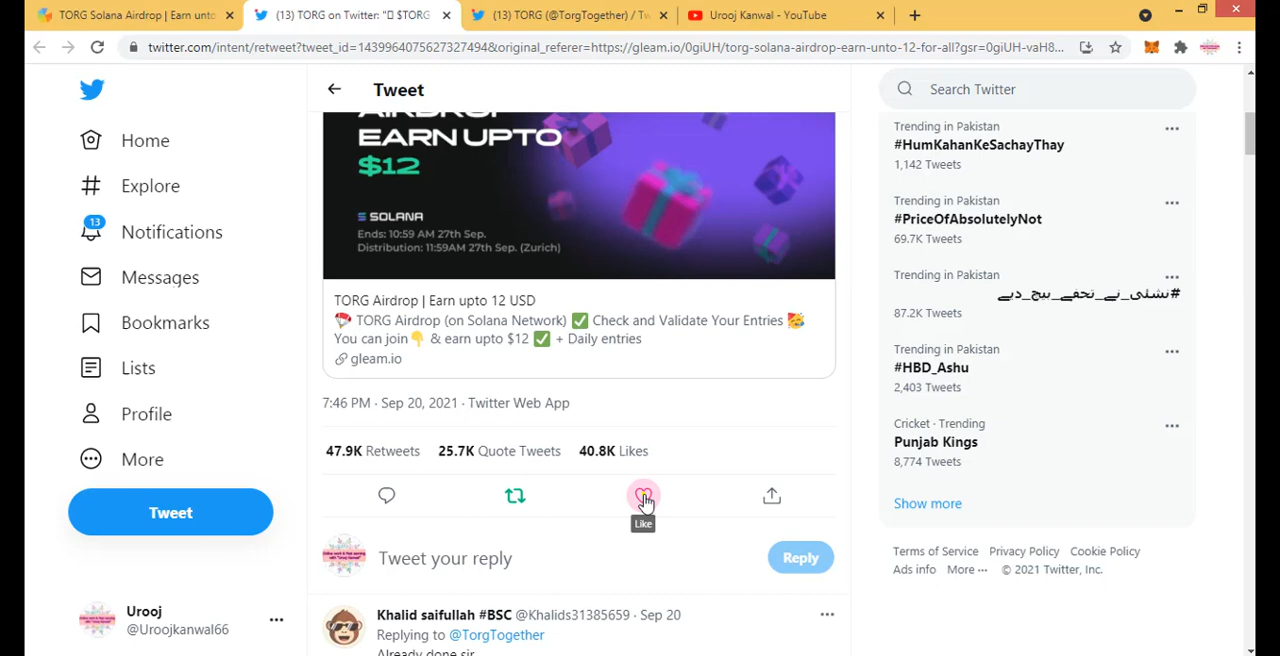 TORG Solana Airdrop | Earn unto
(13) TORG on Twitter: "▯ $TORG
(13) TORG (@TorgTogether) / Tw
Urooj Kanwal - YouTube
twitter.com/intent/retweet?tweet_id=1439964075627327494&original_referer=https://gleam.io/0giUH/torg-solana-airdrop-earn-unto-12-for-all?gsr=0giUH-vaH8...
Home
Explore
13
Notifications
Messages
Bookmarks
Lists
Profile
More
Tweet
Urooj
@Uroojkanwal66
Tweet
AIRDROP
EARN UPTO
$12
SOLANA
Ends: 10:59 AM 27th Sep.
Distribution: 11:59AM 27th Sep. (Zurich)
TORG Airdrop | Earn upto 12 USD
🪂 TORG Airdrop (on Solana Network) ✅ Check and Validate Your Entries 🥳
You can join👇 & earn upto $12 ✅ + Daily entries
gleam.io
7:46 PM · Sep 20, 2021 · Twitter Web App
47.9K Retweets 25.7K Quote Tweets 40.8K Likes
Like
Tweet your reply
Reply
Khalid saifullah #BSC @Khalids31385659 · Sep 20
Replying to @TorgTogether
Already done sir
Search Twitter
Trending in Pakistan
#HumKahanKeSachayThay
1,142 Tweets
Trending in Pakistan
#PriceOfAbsolutelyNot
69.7K Tweets
Trending in Pakistan
#نشئی_نے_تحفے_بیچ_دیے
87.2K Tweets
Trending in Pakistan
#HBD_Ashu
2,403 Tweets
Cricket · Trending
Punjab Kings
8,774 Tweets
Show more
Terms of Service Privacy Policy Cookie Policy
Ads info More ··· © 2021 Twitter, Inc.